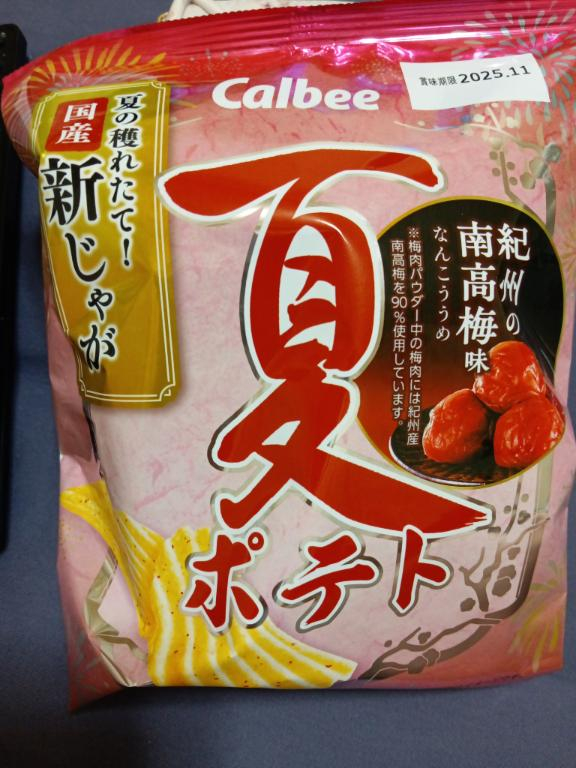 Calbee
賞味期限 2025.11
夏の穫れたて!
国産
新じゃが
夏
ポテト
紀州の
南高梅味
なんこううめ
※梅肉パウダー中の梅肉には紀州産
南高梅を90%使用しています。